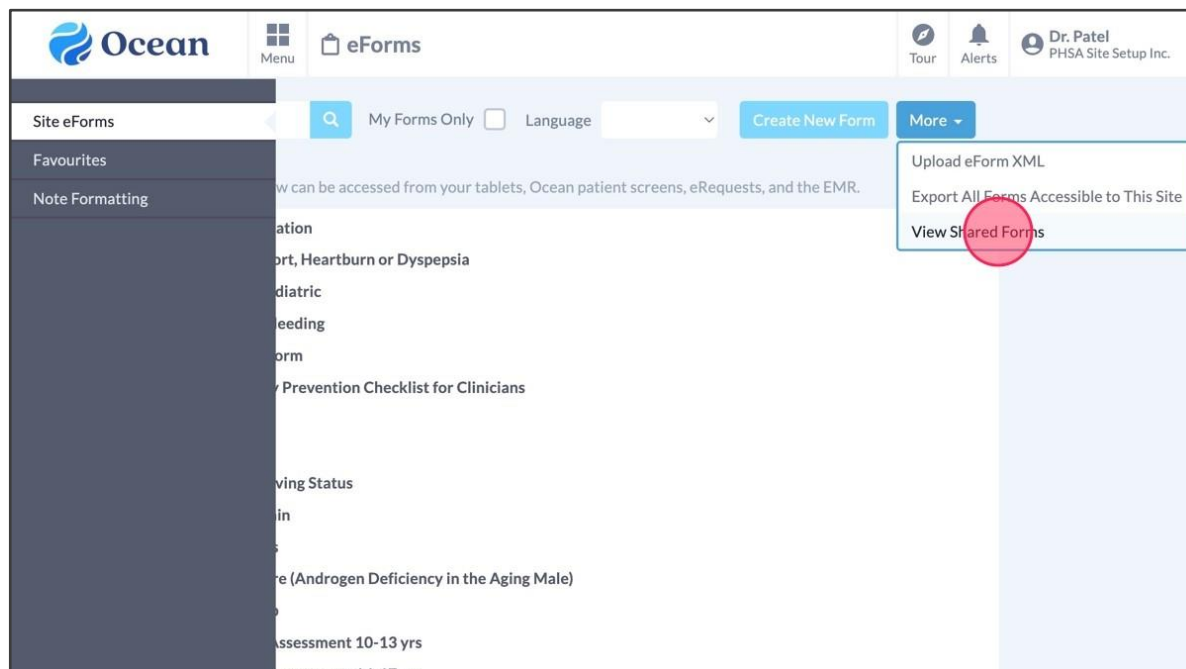 Ocean
Menu
eForms
Tour
Alerts
Dr. Patel
PHSA Site Setup Inc.
Site eForms
My Forms Only
Language
Create New Form
More
Favourites
Note Formatting
Upload eForm XML
Export All Forms Accessible to This Site
View Shared Forms
w can be accessed from your tablets, Ocean patient screens, eRequests, and the EMR.
ation
ort, Heartburn or Dyspepsia
diatric
leeding
orm
y Prevention Checklist for Clinicians
ving Status
in
s
re (Androgen Deficiency in the Aging Male)
Assessment 10-13 yrs